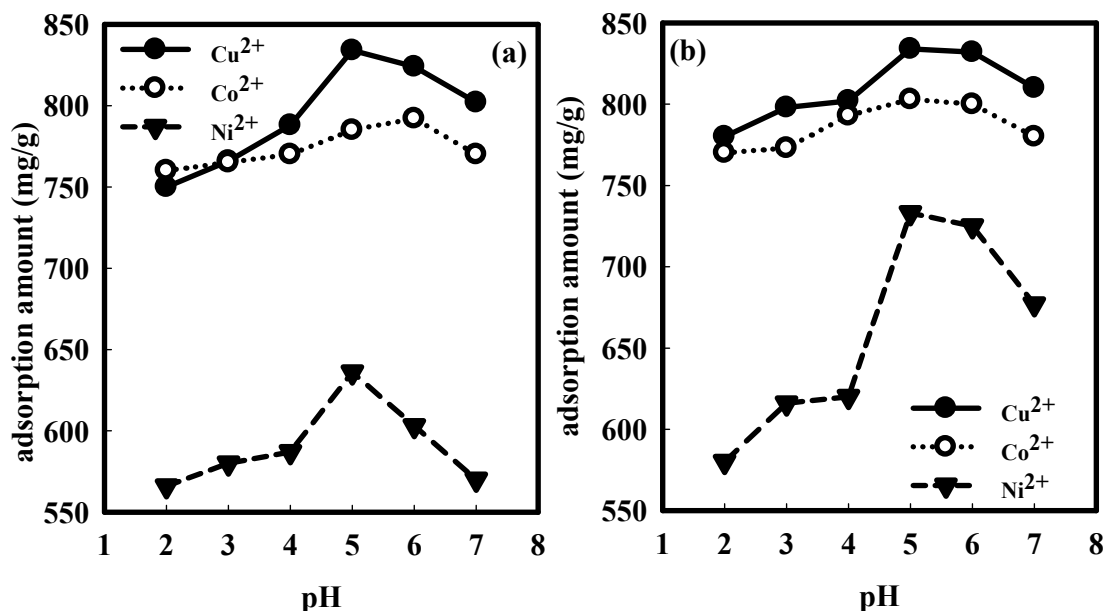 (a)
Cu2+
Co2+
Ni2+
adsorption amount (mg/g)
850
800
750
700
650
600
550
1 2 3 4 5 6 7 8
pH
(b)
Cu2+
Co2+
Ni2+
adsorption amount (mg/g)
850
800
750
700
650
600
550
1 2 3 4 5 6 7 8
pH